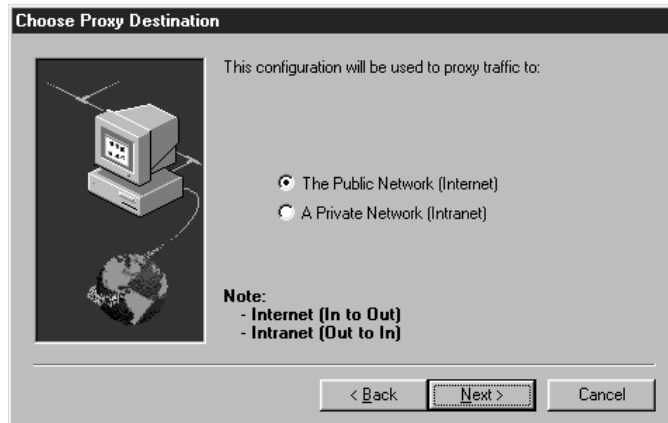 Choose Proxy Destination
This configuration will be used to proxy traffic to:
The Public Network (Internet)
A Private Network (Intranet)
Note:
- Internet (In to Out)
- Intranet (Out to In)
< Back Next > Cancel